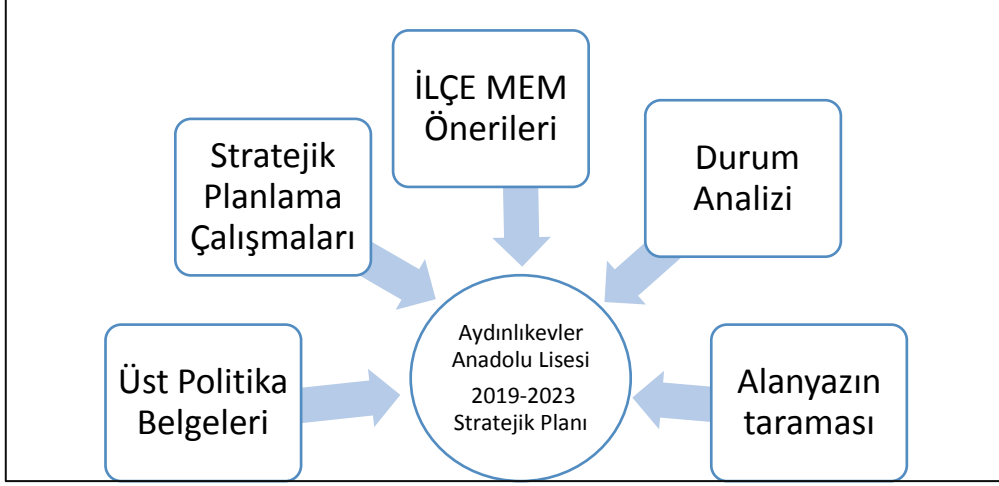 İLÇE MEM
Önerileri
Stratejik
Planlama
Çalışmaları
Durum
Analizi
Üst Politika
Belgeleri
Aydınlıkevler
Anadolu Lisesi
2019-2023
Stratejik Planı
Alanyazın
taraması